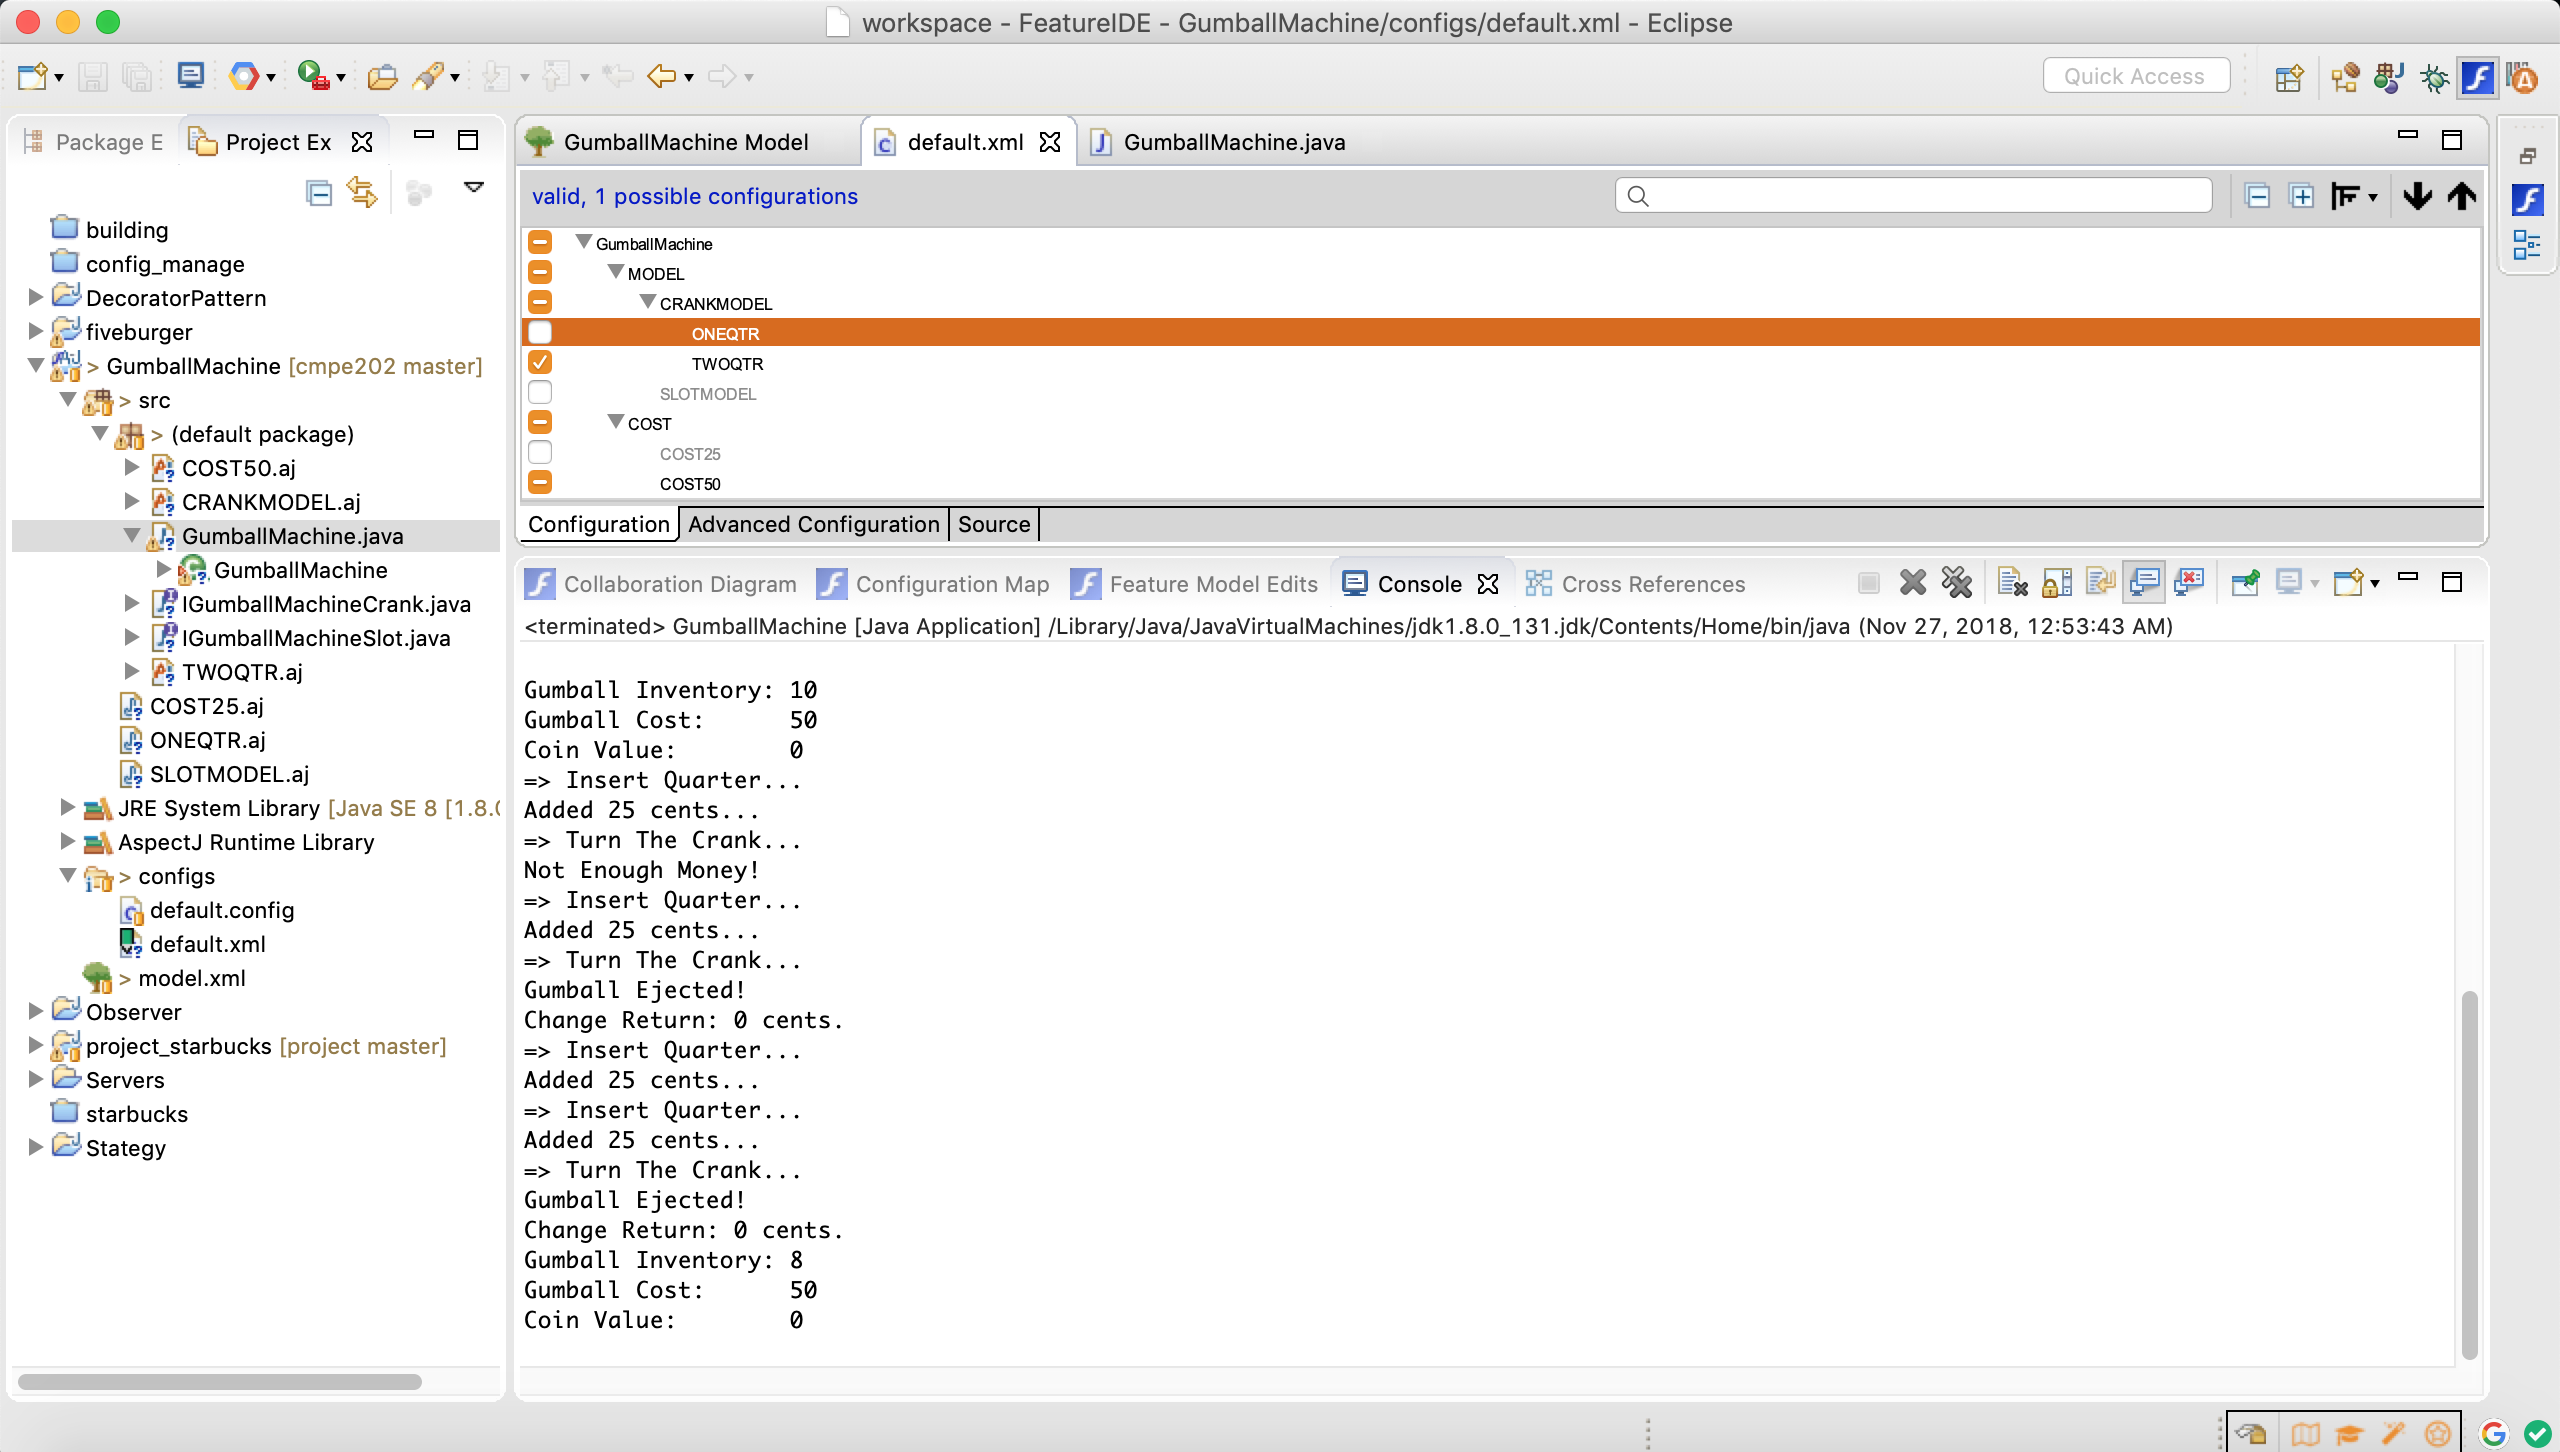 workspace - FeatureIDE - GumballMachine/configs/default.xml - Eclipse
Quick Access
Package E
Project Ex
building
config_manage
DecoratorPattern
fiveburger
> GumballMachine [cmpe202 master]
> src
> (default package)
COST50.aj
CRANKMODEL.aj
GumballMachine.java
GumballMachine
IGumballMachineCrank.java
IGumballMachineSlot.java
TWOQTR.aj
COST25.aj
ONEQTR.aj
SLOTMODEL.aj
JRE System Library [Java SE 8 [1.8.0
AspectJ Runtime Library
> configs
default.config
default.xml
> model.xml
Observer
project_starbucks [project master]
Servers
starbucks
Stategy
GumballMachine Model
default.xml
GumballMachine.java
valid, 1 possible configurations
GumballMachine
MODEL
CRANKMODEL
ONEQTR
TWOQTR
SLOTMODEL
COST
COST25
COST50
Configuration
Advanced Configuration
Source
Collaboration Diagram
Configuration Map
Feature Model Edits
Console
Cross References
<terminated> GumballMachine [Java Application] /Library/Java/JavaVirtualMachines/jdk1.8.0_131.jdk/Contents/Home/bin/java (Nov 27, 2018, 12:53:43 AM)
Gumball Inventory: 10
Gumball Cost: 50
Coin Value: 0
=> Insert Quarter...
Added 25 cents...
=> Turn The Crank...
Not Enough Money!
=> Insert Quarter...
Added 25 cents...
=> Turn The Crank...
Gumball Ejected!
Change Return: 0 cents.
=> Insert Quarter...
Added 25 cents...
=> Insert Quarter...
Added 25 cents...
=> Turn The Crank...
Gumball Ejected!
Change Return: 0 cents.
Gumball Inventory: 8
Gumball Cost: 50
Coin Value: 0